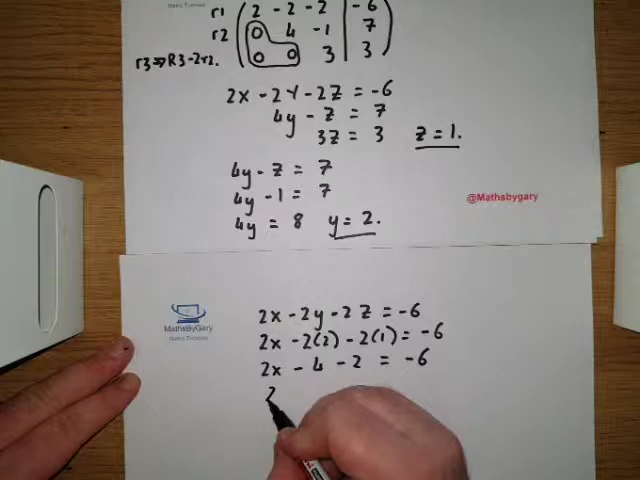 r1 2 -2 -2 -6
r2 0 4 -1 7
r3⇒R3-2r2. 0 0 3 3
2x - 2Y - 2Z = -6
4y - Z = 7
3Z = 3 Z = 1.
4y - Z = 7
4y - 1 = 7
@Mathsbygary
4y = 8 y = 2.
2x - 2y - 2Z = -6
MathsByGary
2x - 2(2) - 2(1) = -6
2x - 4 - 2 = -6
2